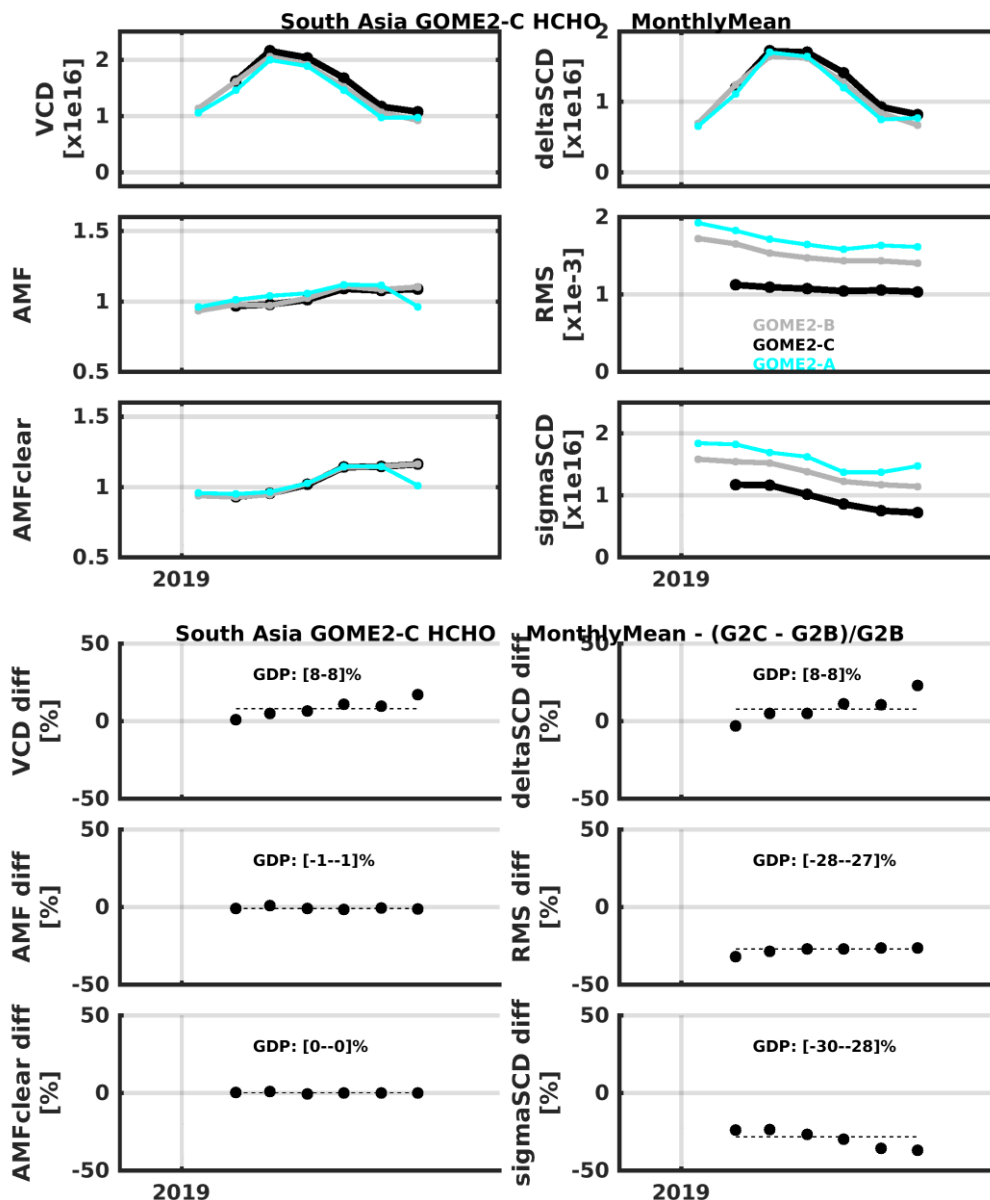 South Asia GOME2-C HCHO MonthlyMean
VCD
[x1e16]
2
1
0
deltaSCD
[x1e16]
2
1
0
AMF
1.5
1
0.5
RMS
[x1e-3]
2
1
0
GOME2-B
GOME2-C
GOME2-A
AMFclear
1.5
1
0.5
2019
sigmaSCD
[x1e16]
2
1
0
2019
South Asia GOME2-C HCHO MonthlyMean - (G2C - G2B)/G2B
VCD diff
[%]
50
0
-50
GDP: [8-8]%
deltaSCD diff
[%]
50
0
-50
GDP: [8-8]%
AMF diff
[%]
50
0
-50
GDP: [-1--1]%
RMS diff
[%]
50
0
-50
GDP: [-28--27]%
AMFclear diff
[%]
50
0
-50
GDP: [0--0]%
2019
sigmaSCD diff
[%]
50
0
-50
GDP: [-30--28]%
2019